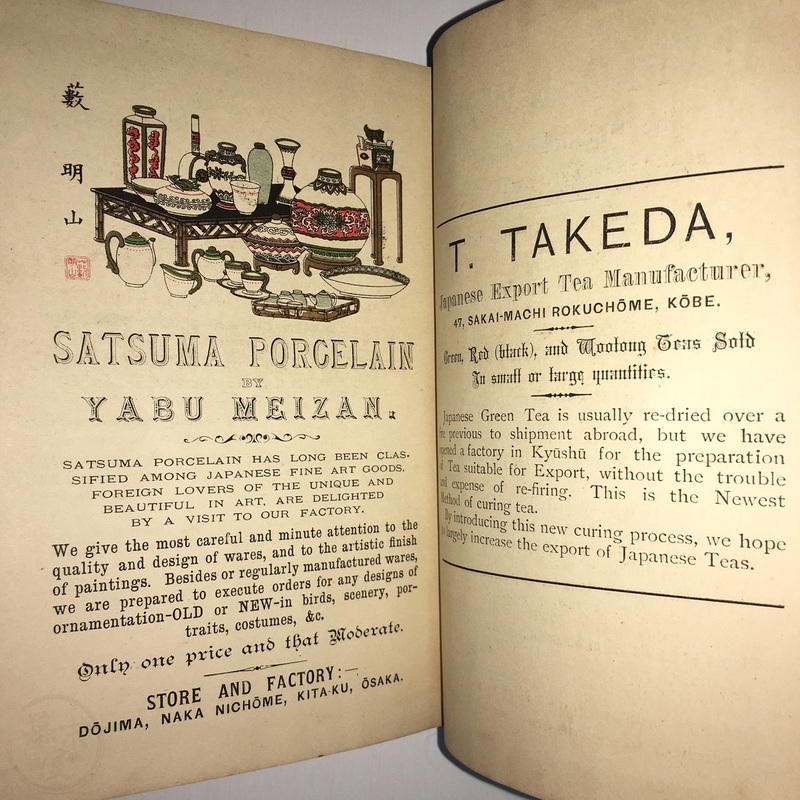 藪
明
山
SATSUMA PORCELAIN
BY
YABU MEIZAN.
SATSUMA PORCELAIN HAS LONG BEEN CLAS-
SIFIED AMONG JAPANESE FINE ART GOODS.
FOREIGN LOVERS OF THE UNIQUE AND
BEAUTIFUL IN ART, ARE DELIGHTED
BY A VISIT TO OUR FACTORY.
We give the most careful and minute attention to the
quality and design of wares, and to the artistic finish
of paintings. Besides or regularly manufactured wares,
we are prepared to execute orders for any designs of
ornamentation-OLD or NEW-in birds, scenery, por-
traits, costumes, &c.
Only one price and that Moderate.
STORE AND FACTORY:—
DŌJIMA, NAKA NICHŌME, KITA-KU, ŌSAKA.
T. TAKEDA,
Japanese Export Tea Manufacturer,
47, SAKAI-MACHI ROKUCHŌME, KŌBE.
Green, Red (black), and Woolong Teas Sold
In small or large quantities.
Japanese Green Tea is usually re-dried over a
previous to shipment abroad, but we have
opened a factory in Kyūshū for the preparation
of Tea suitable for Export, without the trouble
and expense of re-firing. This is the Newest
Method of curing tea.
By introducing this new curing process, we hope
to largely increase the export of Japanese Teas.